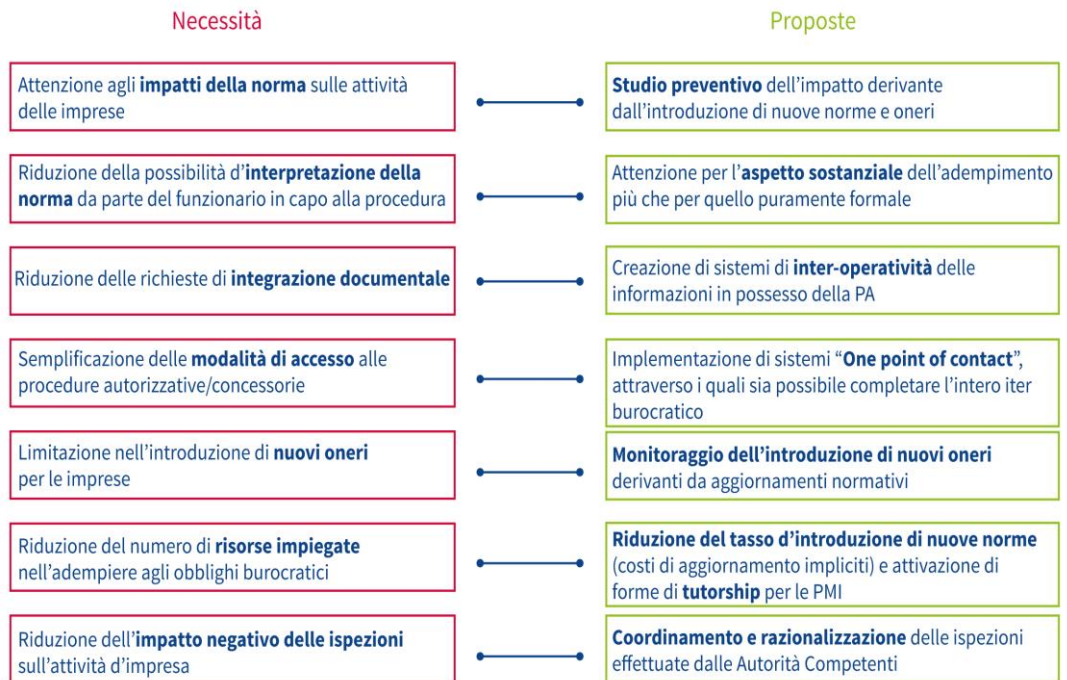 Necessità
Proposte
Attenzione agli impatti della norma sulle attività
delle imprese
Studio preventivo dell'impatto derivante
dall'introduzione di nuove norme e oneri
Riduzione della possibilità d'interpretazione della
norma da parte del funzionario in capo alla procedura
Attenzione per l'aspetto sostanziale dell'adempimento
più che per quello puramente formale
Riduzione delle richieste di integrazione documentale
Creazione di sistemi di inter-operatività delle
informazioni in possesso della PA
Semplificazione delle modalità di accesso alle
procedure autorizzative/concessorie
Implementazione di sistemi “One point of contact”,
attraverso i quali sia possibile completare l'intero iter
burocratico
Limitazione nell'introduzione di nuovi oneri
per le imprese
Monitoraggio dell'introduzione di nuovi oneri
derivanti da aggiornamenti normativi
Riduzione del numero di risorse impiegate
nell'adempiere agli obblighi burocratici
Riduzione del tasso d'introduzione di nuove norme
(costi di aggiornamento impliciti) e attivazione di
forme di tutorship per le PMI
Riduzione dell'impatto negativo delle ispezioni
sull'attività d'impresa
Coordinamento e razionalizzazione delle ispezioni
effettuate dalle Autorità Competenti